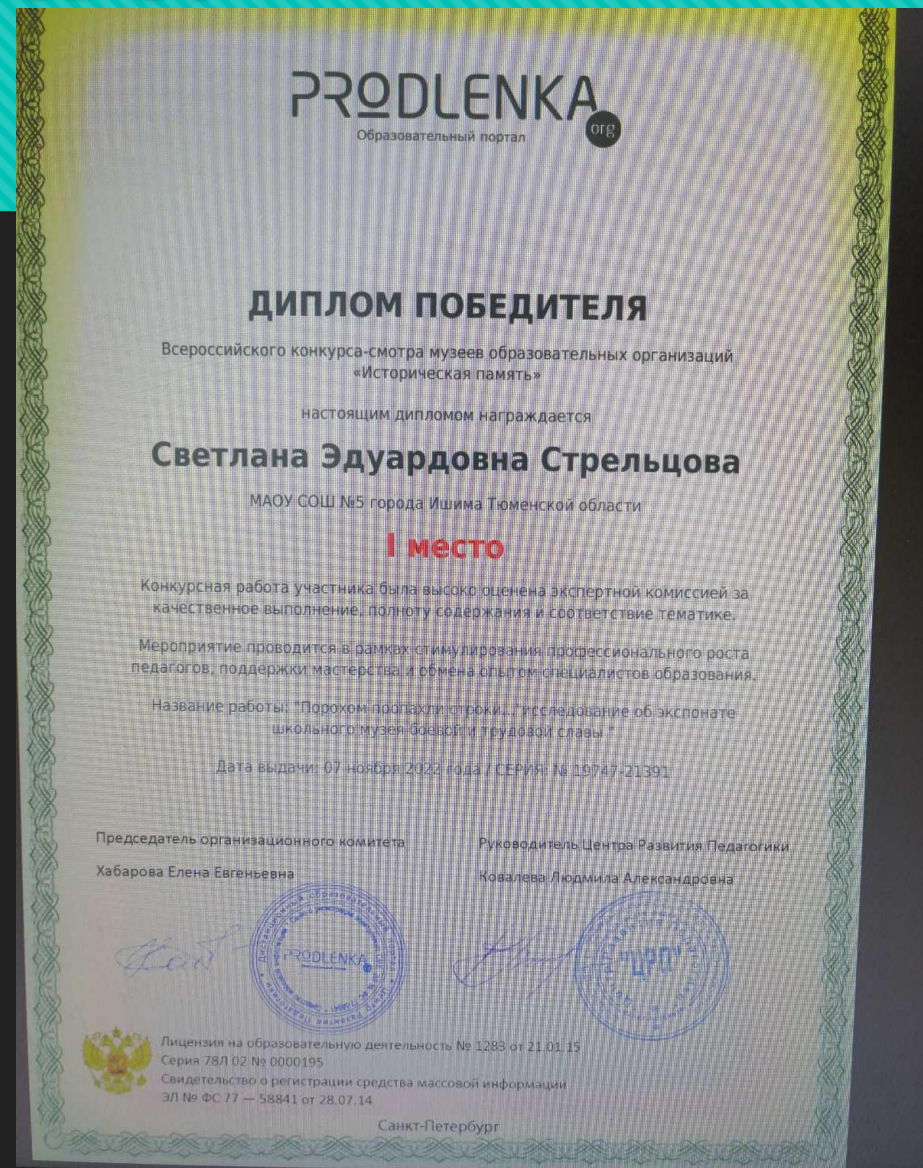 PRODLENKA
org
Образовательный портал
ДИПЛОМ ПОБЕДИТЕЛЯ
Всероссийского конкурса-смотра музеев образовательных организаций
«Историческая память»
настоящим дипломом награждается
Светлана Эдуардовна Стрельцова
МАОУ СОШ №5 города Ишима Тюменской области
I место
Конкурсная работа участника была высоко оценена экспертной комиссией за
качественное выполнение, полноту содержания и соответствие тематике.
Мероприятие проводится в рамках стимулирования профессионального роста
педагогов, поддержки мастерства и обмена опытом специалистов образования.
Название работы: "Порохом пропахли строки..."исследование об экспонате
школьного музея боевой и трудовой славы "
Дата выдачи: 07 ноября 2022 года / СЕРИЯ: № 19747-21391
Председатель организационного комитета
Хабарова Елена Евгеньевна
Руководитель Центра Развития Педагогики
Ковалева Людмила Александровна
PRODLENKA
"ЦРП"
Лицензия на образовательную деятельность № 1283 от 21.01.15
Серия 78Л 02 № 0000195
Свидетельство о регистрации средства массовой информации
ЭЛ № ФС 77 — 58841 от 28.07.14
Санкт-Петербург